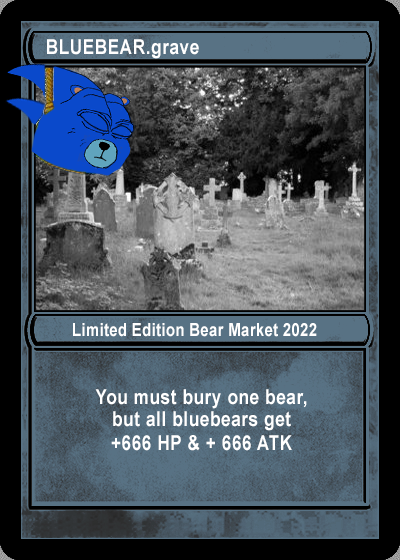 BLUEBEAR.grave
Limited Edition Bear Market 2022
You must bury one bear,
but all bluebears get
+666 HP & + 666 ATK